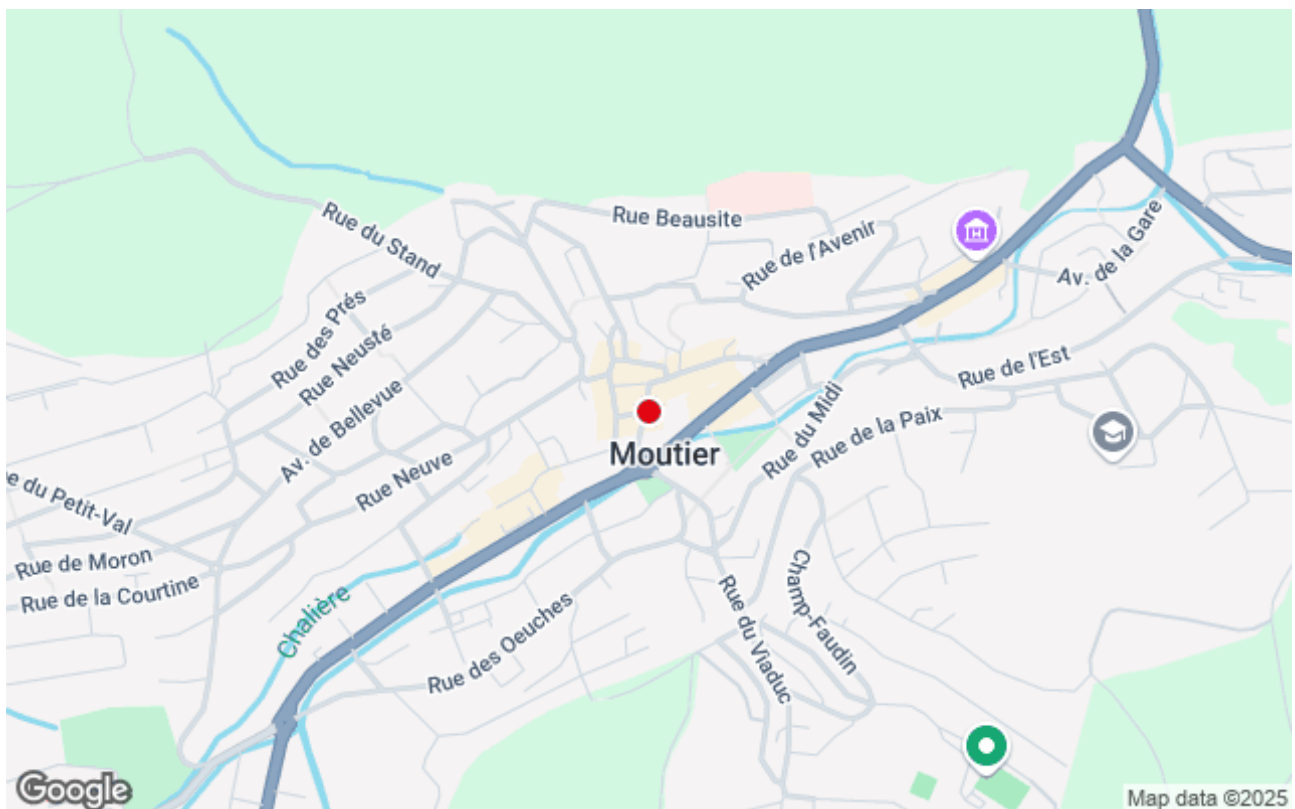 Rue Beausite
Rue du Stand
Rue de l'Avenir
Av. de la Gare
Rue des Prés
Rue Neusté
Av. de Bellevue
Rue de l'Est
Rue du Midi
Rue de la Paix
Moutier
Rue Neuve
e du Petit-Val
Rue de Moron
Rue de la Courtine
Chalière
Rue des Oeuches
Rue du Viaduc
Champ-Faudin
Google
Map data ©2025